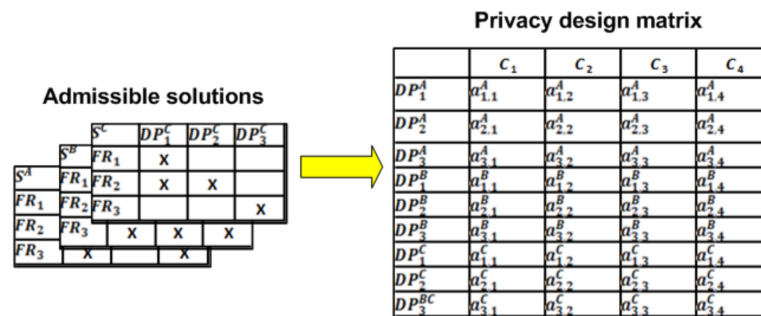 Privacy design matrix
Admissible solutions
S^A
FR_1
FR_2
FR_3 X X
S^B
FR_1
FR_2
FR_3 X X X
S^C DP_1^C DP_2^C DP_3^C
FR_1 X
FR_2 X X
FR_3 X
C_1 C_2 C_3 C_4
DP_1^A a_{1.1}^A a_{1.2}^A a_{1.3}^A a_{1.4}^A
DP_2^A a_{2.1}^A a_{2.2}^A a_{2.3}^A a_{2.4}^A
DP_3^A a_{3.1}^A a_{3.2}^A a_{3.3}^A a_{3.4}^A
DP_1^B a_{1.1}^B a_{1.2}^B a_{1.3}^B a_{1.4}^B
DP_2^B a_{2.1}^B a_{2.2}^B a_{2.3}^B a_{2.4}^B
DP_3^B a_{3.1}^B a_{3.2}^B a_{3.3}^B a_{3.4}^B
DP_1^C a_{1.1}^C a_{1.2}^C a_{1.3}^C a_{1.4}^C
DP_2^C a_{2.1}^C a_{2.2}^C a_{2.3}^C a_{2.4}^C
DP_3^{BC} a_{3.1}^C a_{3.2}^C a_{3.3}^C a_{3.4}^C